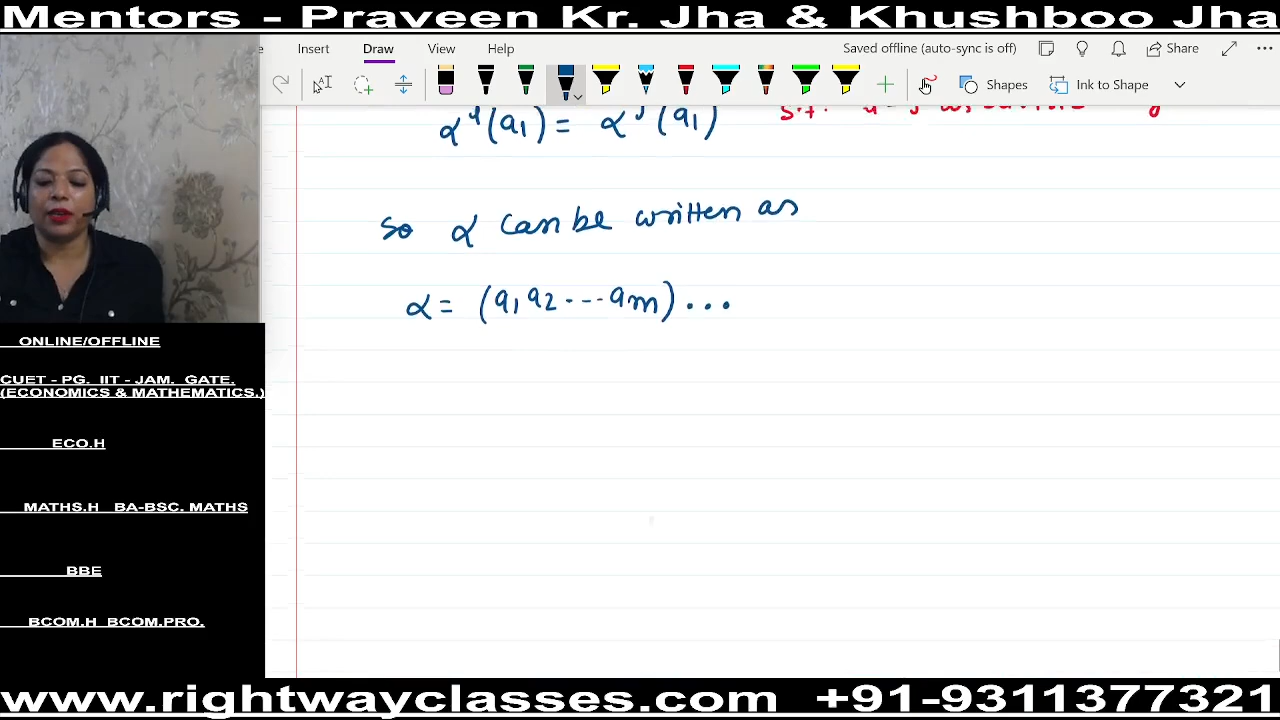 Mentors - Praveen Kr. Jha & Khushboo Jha
Insert Draw View Help Saved offline (auto-sync is off) Share
Shapes Ink to Shape
α (a₁) = α (a₁) s.t.
So α can be written as
α = (a₁ a₂ ... aₘ) ...
ONLINE/OFFLINE
CUET - PG. IIT - JAM. GATE.
(ECONOMICS & MATHEMATICS.)
ECO.H
MATHS.H BA-BSC. MATHS
BBE
BCOM.H BCOM.PRO.
www.rightwayclasses.com +91-9311377321